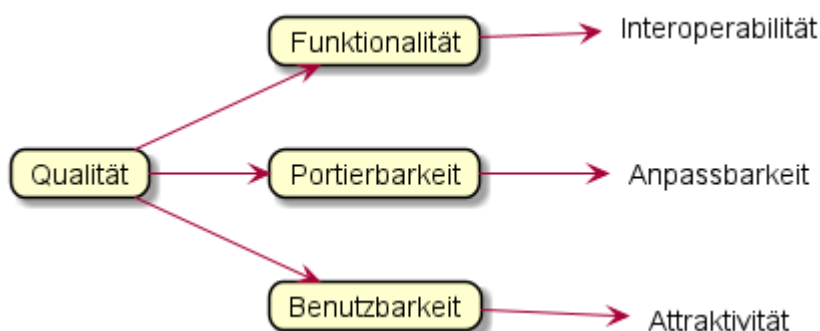 Funktionalität
Interoperabilität
Qualität
Portierbarkeit
Anpassbarkeit
Benutzbarkeit
Attraktivität